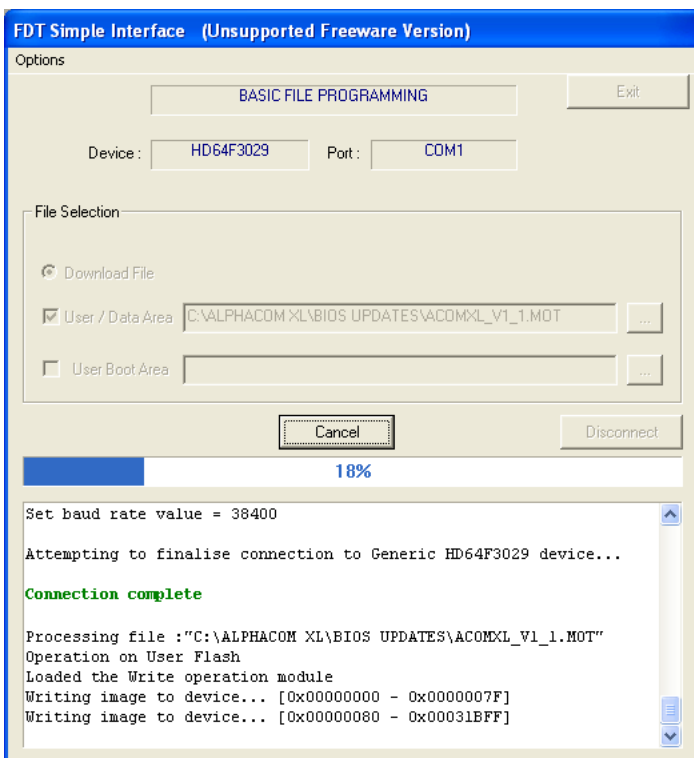 FDT Simple Interface (Unsupported Freeware Version)
Options
BASIC FILE PROGRAMMING
Exit
Device : HD64F3029 Port : COM1
File Selection
Download File
User / Data Area C:\ALPHACOM XL\BIOS UPDATES\ACOMXL_V1_1.MOT ...
User Boot Area ...
Cancel
Disconnect
18%
Set baud rate value = 38400
Attempting to finalise connection to Generic HD64F3029 device...
Connection complete
Processing file :"C:\ALPHACOM XL\BIOS UPDATES\ACOMXL_V1_1.MOT"
Operation on User Flash
Loaded the Write operation module
Writing image to device... [0x00000000 - 0x0000007F]
Writing image to device... [0x00000080 - 0x00031BFF]